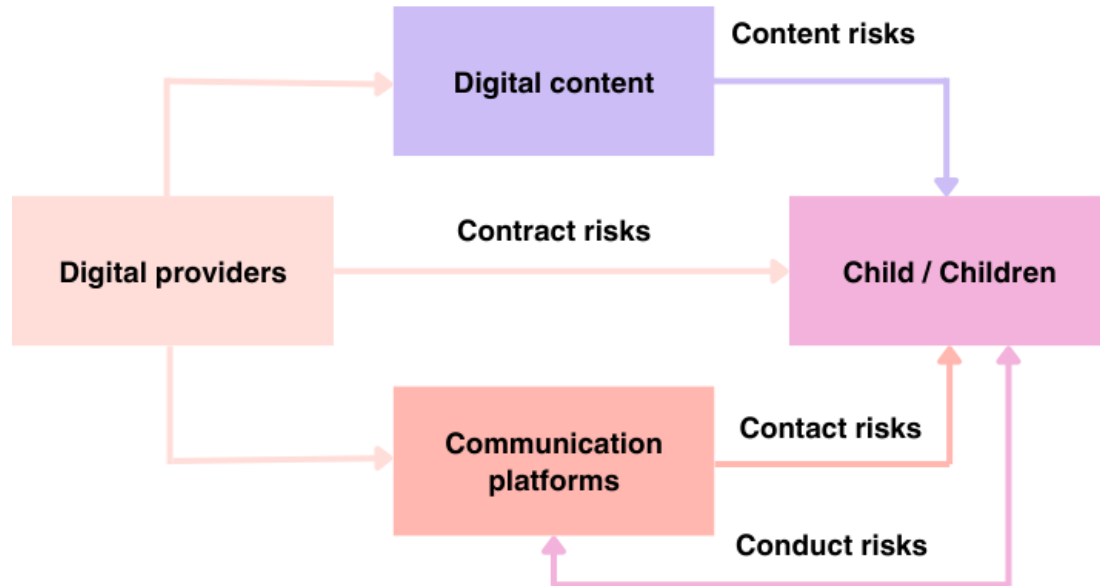 Content risks
Digital content
Contract risks
Digital providers
Child / Children
Communication
platforms
Contact risks
Conduct risks